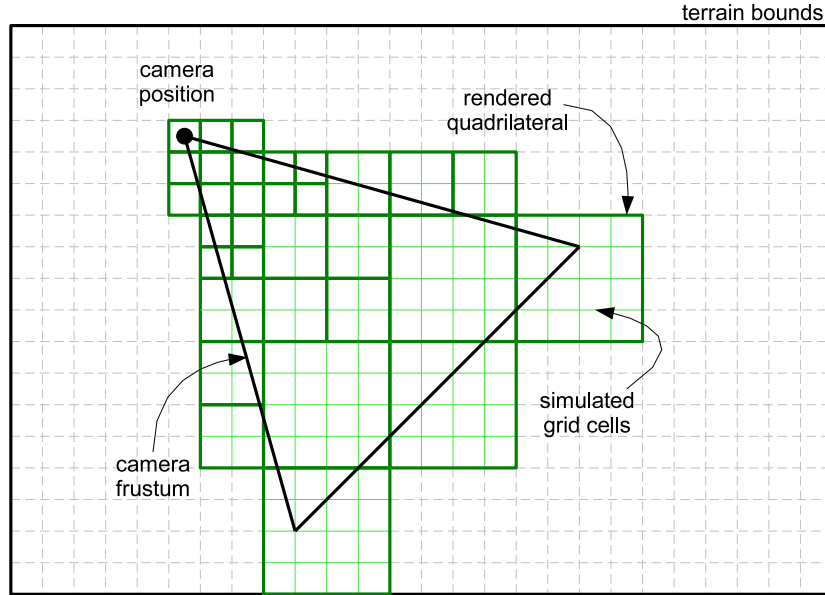 terrain bounds
camera
position
rendered
quadrilateral
simulated
grid cells
camera
frustum